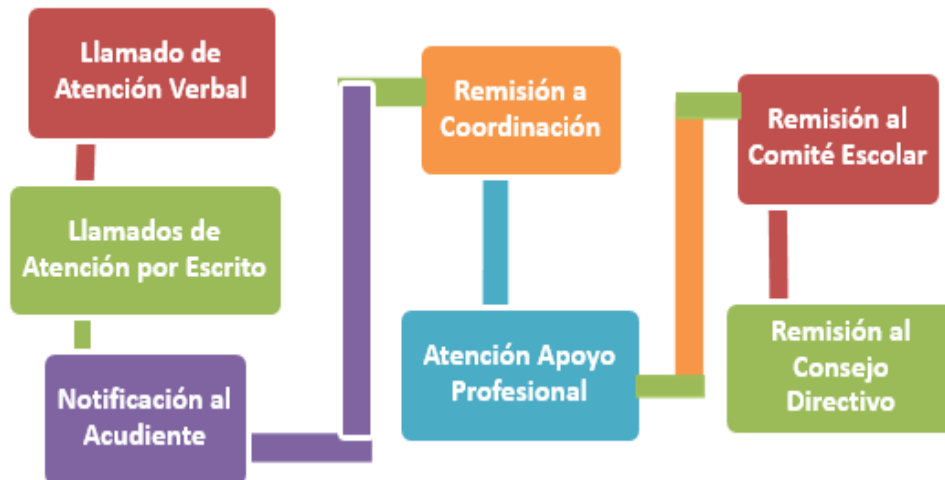 Llamado de
Atención Verbal
Llamados de
Atención por Escrito
Notificación al
Acudiente
Remisión a
Coordinación
Atención Apoyo
Profesional
Remisión al
Comité Escolar
Remisión al
Consejo
Directivo